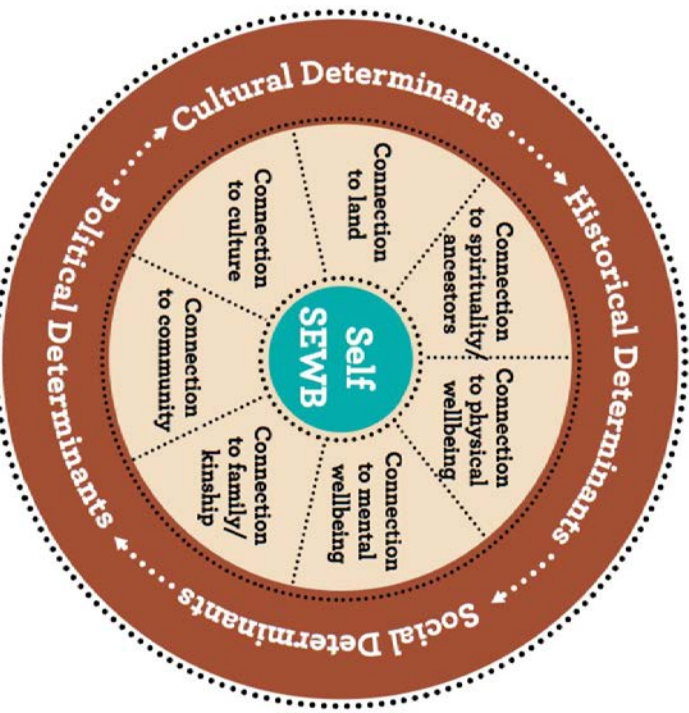 Cultural Determinants
Historical Determinants
Social Determinants
Political Determinants
Connection
to land
Connection
to spirituality/
ancestors
Connection
to physical
wellbeing
Connection
to mental
wellbeing
Connection
to family/
kinship
Connection
to community
Connection
to culture
Self
SEWB